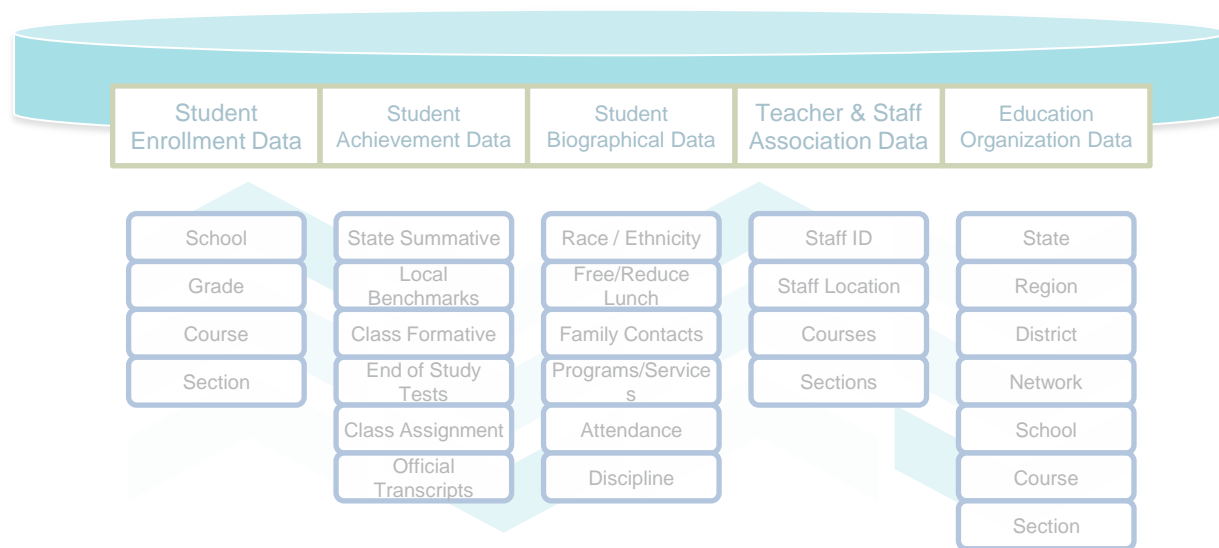 Student
Enrollment Data
Student
Achievement Data
Student
Biographical Data
Teacher & Staff
Association Data
Education
Organization Data
School
Grade
Course
Section
State Summative
Local
Benchmarks
Class Formative
End of Study
Tests
Class Assignment
Official
Transcripts
Race / Ethnicity
Free/Reduce
Lunch
Family Contacts
Programs/Service
s
Attendance
Discipline
Staff ID
Staff Location
Courses
Sections
State
Region
District
Network
School
Course
Section